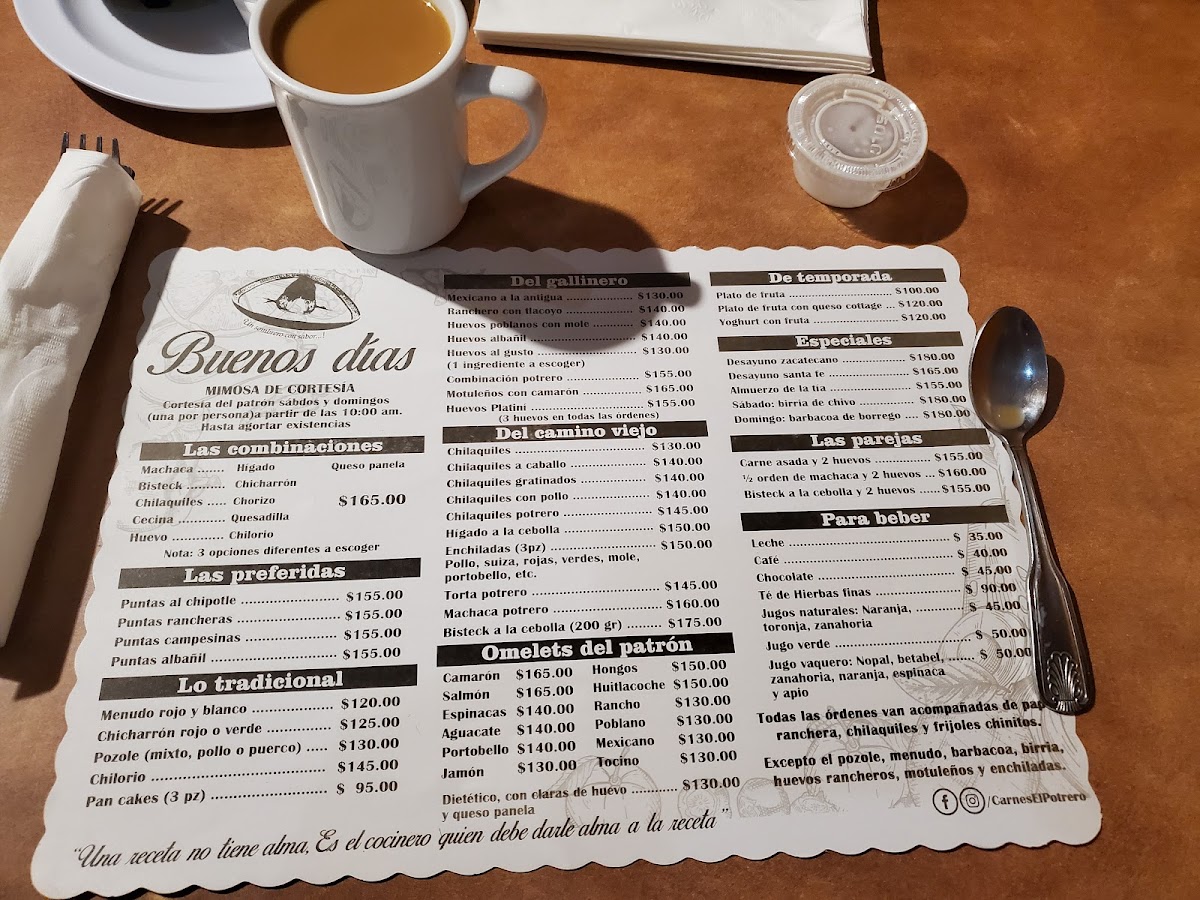 Un semillero con sabor...!
Buenos días
MIMOSA DE CORTESÍA
Cortesía del patrón sábdos y domingos
(una por persona)a partir de las 10:00 am.
Hasta agortar existencias
Las combinaciones
Machaca ....... Hígado Queso panela
Bisteck ........ Chicharrón
Chilaquiles ..... Chorizo $165.00
Cecina ............ Quesadilla
Huevo .............. Chilorio
Nota: 3 opciones diferentes a escoger
Las preferidas
Puntas al chipotle ........................ $155.00
Puntas rancheras ......................... $155.00
Puntas campesinas ...................... $155.00
Puntas albañil .............................. $155.00
Lo tradicional
Menudo rojo y blanco .................. $120.00
Chicharrón rojo o verde ............... $125.00
Pozole (mixto, pollo o puerco) ..... $130.00
Chilorio ........................................ $145.00
Pan cakes (3 pz) ........................... $ 95.00
Del gallinero
Mexicano a la antigua ................. $130.00
Ranchero con tlacoyo .................. $140.00
Huevos poblanos con mole .......... $140.00
Huevos albañil ............................. $140.00
Huevos al gusto ........................... $130.00
(1 ingrediente a escoger)
Combinación potrero ................... $155.00
Motuleños con camarón ............... $165.00
Huevos Platini ............................. $155.00
(3 huevos en todas las órdenes)
Del camino viejo
Chilaquiles .................................. $130.00
Chilaquiles a caballo .................... $140.00
Chilaquiles gratinados ................. $140.00
Chilaquiles con pollo ................... $140.00
Chilaquiles potrero ...................... $145.00
Hígado a la cebolla ...................... $150.00
Enchiladas (3pz) .......................... $150.00
Pollo, suiza, rojas, verdes, mole,
portobello, etc.
Torta potrero ............................... $145.00
Machaca potrero .......................... $160.00
Bisteck a la cebolla (200 gr) ......... $175.00
Omelets del patrón
Camarón $165.00 Hongos $150.00
Salmón $165.00 Huitlacoche $150.00
Espinacas $140.00 Rancho $130.00
Aguacate $140.00 Poblano $130.00
Portobello $140.00 Mexicano $130.00
Jamón $130.00 Tocino $130.00
Dietético, con claras de huevo ........... $130.00
y queso panela
De temporada
Plato de fruta ............................ $100.00
Plato de fruta con queso cottage ... $120.00
Yoghurt con fruta ....................... $120.00
Especiales
Desayuno zacatecano ................. $180.00
Desayuno santa fe ..................... $165.00
Almuerzo de la tía ..................... $155.00
Sábado: birria de chivo .............. $180.00
Domingo: barbacoa de borrego .... $180.00
Las parejas
Carne asada y 2 huevos ............... $155.00
½ orden de machaca y 2 huevos ... $160.00
Bisteck a la cebolla y 2 huevos ...... $155.00
Para beber
Leche .......................................... $ 35.00
Café ............................................ $ 40.00
Chocolate .................................... $ 45.00
Té de Hierbas finas ...................... $ 90.00
Jugos naturales: Naranja, ............ $ 45.00
toronja, zanahoria
Jugo verde ................................... $ 50.00
Jugo vaquero: Nopal, betabel, ....... $ 50.00
zanahoria, naranja, espinaca
y apio
Todas las órdenes van acompañadas de
ranchera, chilaquiles y frijoles chinitos.
Excepto el pozole, menudo, barbacoa, birria,
huevos rancheros, motuleños y enchiladas.
/CarnesElPotrero
"Una receta no tiene alma, Es el cocinero quien debe darle alma a la receta"